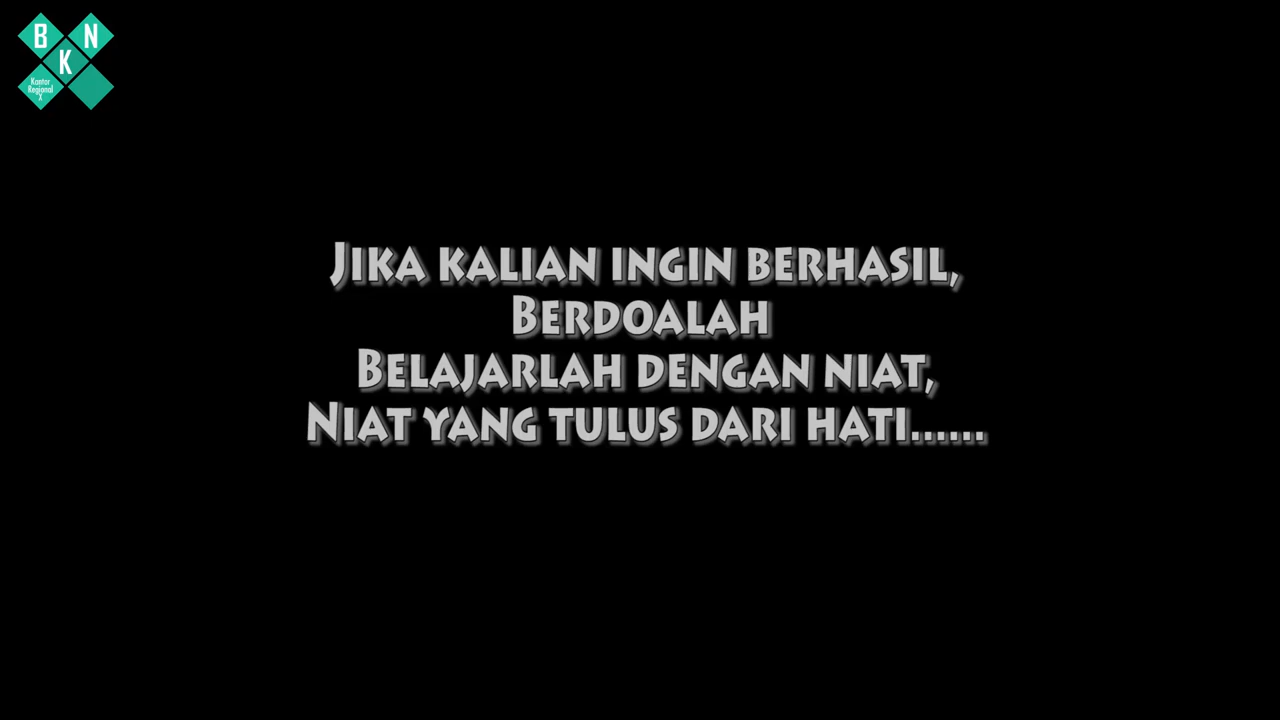 B N
K
Kantor
Regional
X
Jika kalian ingin berhasil,
Berdoalah
Belajarlah dengan niat,
Niat yang tulus dari hati......